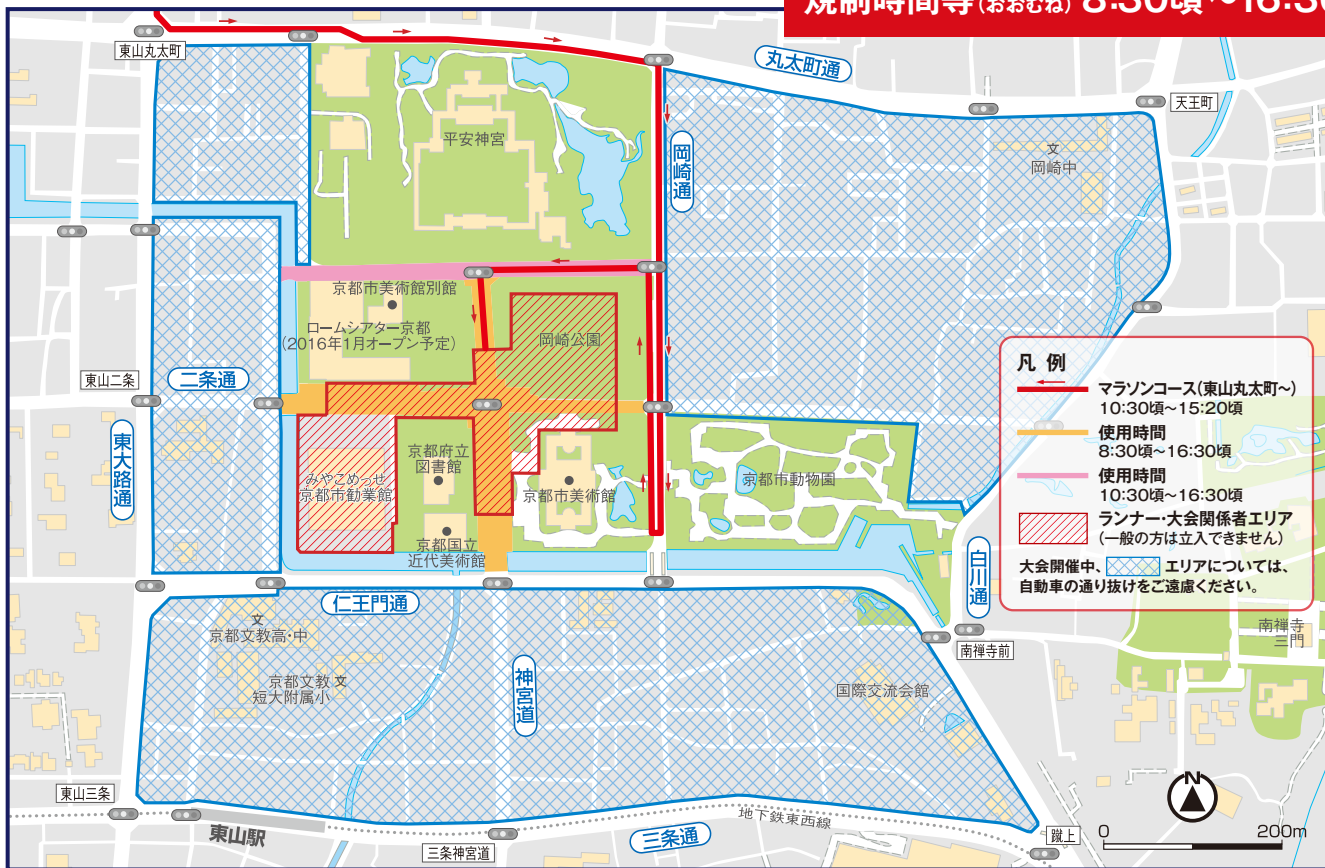 規制時間等(おおむね) 8:30頃〜16:30
東山丸太町
丸太町通
天王町
平安神宮
岡崎通
文
岡崎中
京都市美術館別館
ロームシアター京都
(2016年1月オープン予定)
岡崎公園
東山二条
二条通
東大路通
みやこめっせ
京都市勧業館
京都府立
図書館
京都市美術館
京都市動物園
京都国立
近代美術館
凡例
マラソンコース(東山丸太町〜)
10:30頃〜15:20頃
使用時間
8:30頃〜16:30頃
使用時間
10:30頃〜16:30頃
ランナー・大会関係者エリア
(一般の方は立入できません)
大会開催中、エリアについては、
自動車の通り抜けをご遠慮ください。
白川通
仁王門通
文
京都文教高・中
京都文教 文
短大附属小
神宮道
国際交流会館
南禅寺前
南禅寺
三門
東山三条
東山駅
三条神宮道
三条通
地下鉄東西線
蹴上
N
0 200m